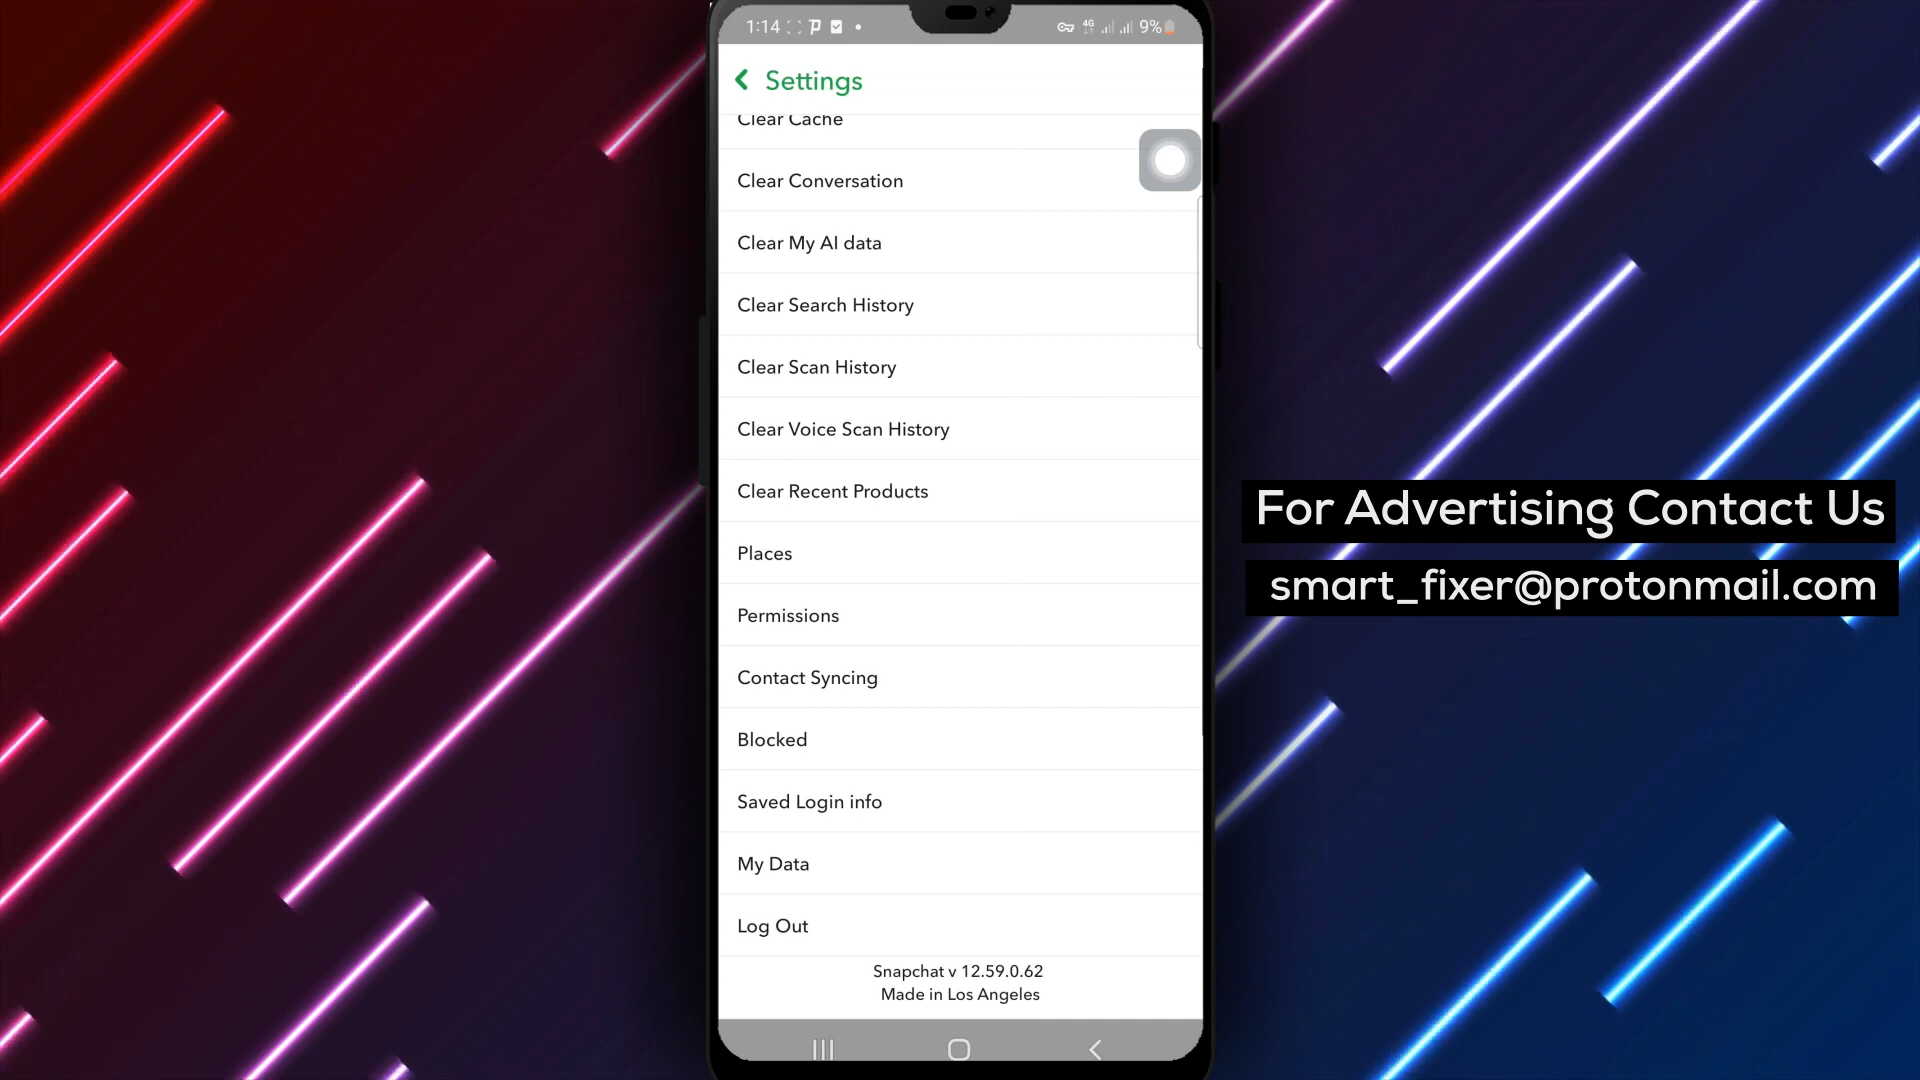 1:14
4G 9%
Settings
Clear Cache
Clear Conversation
Clear My AI data
Clear Search History
Clear Scan History
Clear Voice Scan History
Clear Recent Products
Places
Permissions
Contact Syncing
Blocked
Saved Login info
My Data
Log Out
Snapchat v 12.59.0.62
Made in Los Angeles
For Advertising Contact Us
smart_fixer@protonmail.com